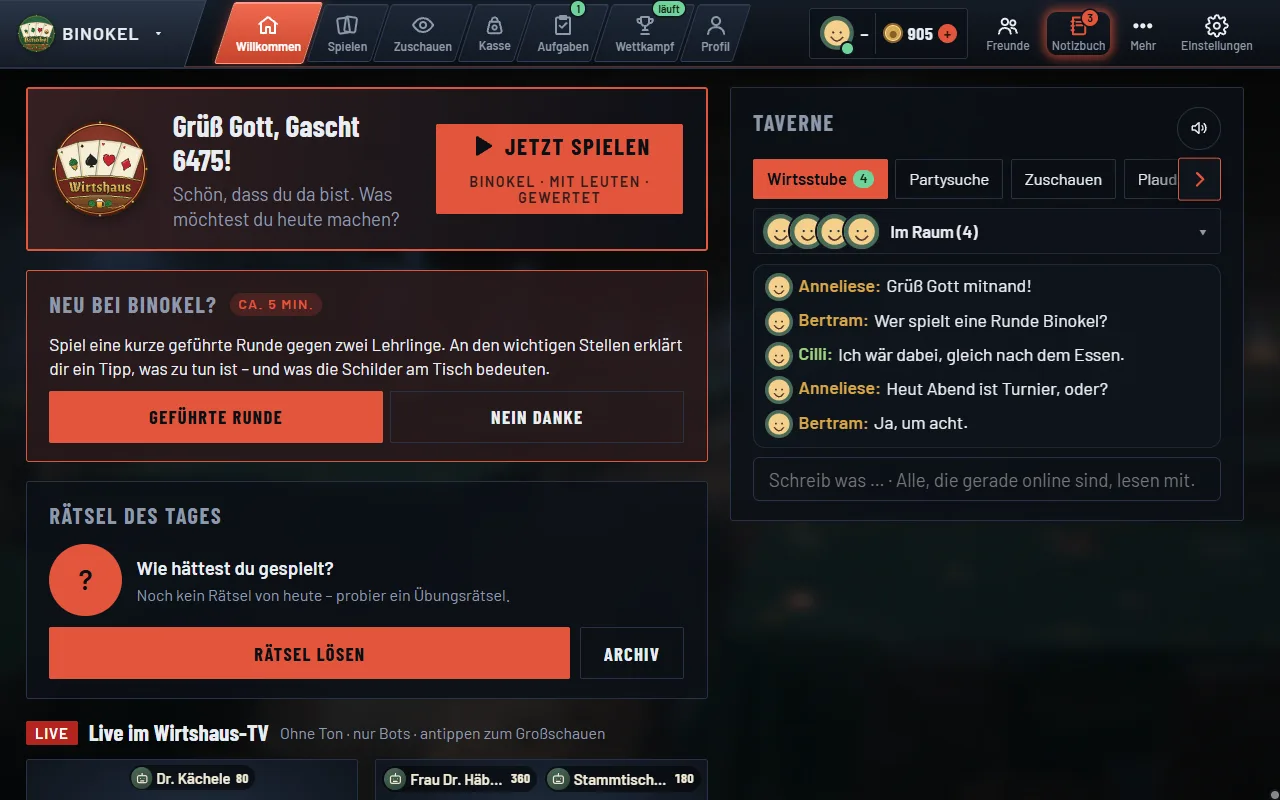 BINOKEL
Willkommen
Spielen
Zuschauen
Kasse
1
Aufgaben
läuft
Wettkampf
Profil
–
905
+
Freunde
3
Notizbuch
Mehr
Einstellungen
Wirtshaus
Grüß Gott, Gascht
6475!
Schön, dass du da bist. Was
möchtest du heute machen?
JETZT SPIELEN
BINOKEL · MIT LEUTEN ·
GEWERTET
NEU BEI BINOKEL?
CA. 5 MIN.
Spiel eine kurze geführte Runde gegen zwei Lehrlinge. An den wichtigen Stellen erklärt
dir ein Tipp, was zu tun ist – und was die Schilder am Tisch bedeuten.
GEFÜHRTE RUNDE
NEIN DANKE
RÄTSEL DES TAGES
?
Wie hättest du gespielt?
Noch kein Rätsel von heute – probier ein Übungsrätsel.
RÄTSEL LÖSEN
ARCHIV
LIVE
Live im Wirtshaus-TV
Ohne Ton · nur Bots · antippen zum Großschauen
Dr. Kächele 80
Frau Dr. Häb… 360
Stammtisch… 180
TAVERNE
Wirtsstube 4
Partysuche
Zuschauen
Plaud
Im Raum (4)
Anneliese: Grüß Gott mitnand!
Bertram: Wer spielt eine Runde Binokel?
Cilli: Ich wär dabei, gleich nach dem Essen.
Anneliese: Heut Abend ist Turnier, oder?
Bertram: Ja, um acht.
Schreib was … · Alle, die gerade online sind, lesen mit.